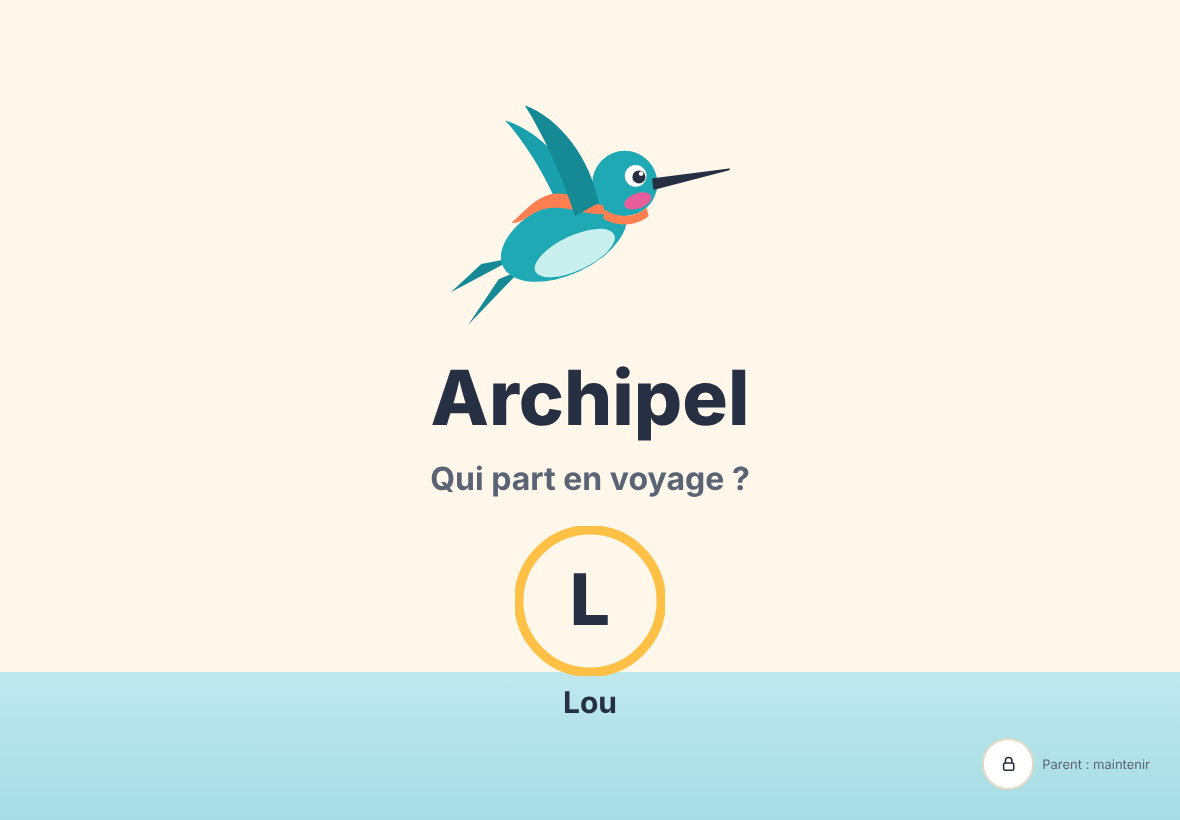 Archipel
Qui part en voyage ?
L
Lou
Parent : maintenir